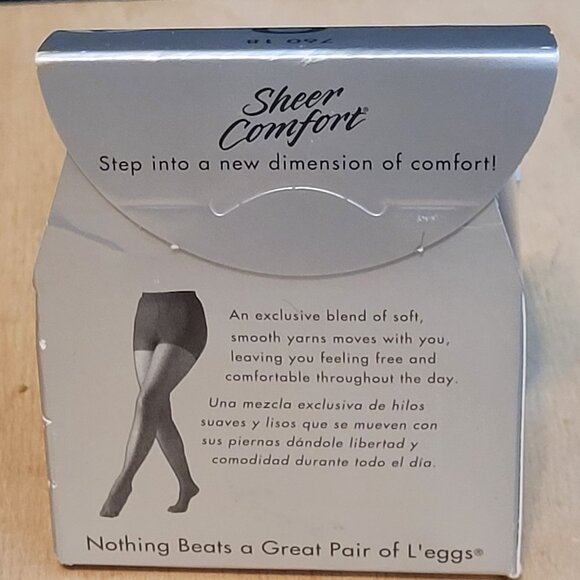 760 18
Sheer
Comfort®
Step into a new dimension of comfort!
An exclusive blend of soft,
smooth yarns moves with you,
leaving you feeling free and
comfortable throughout the day.
Una mezcla exclusiva de hilos
suaves y lisos que se mueven con
sus piernas dándole libertad y
comodidad durante todo el día.
Nothing Beats a Great Pair of L'eggs®